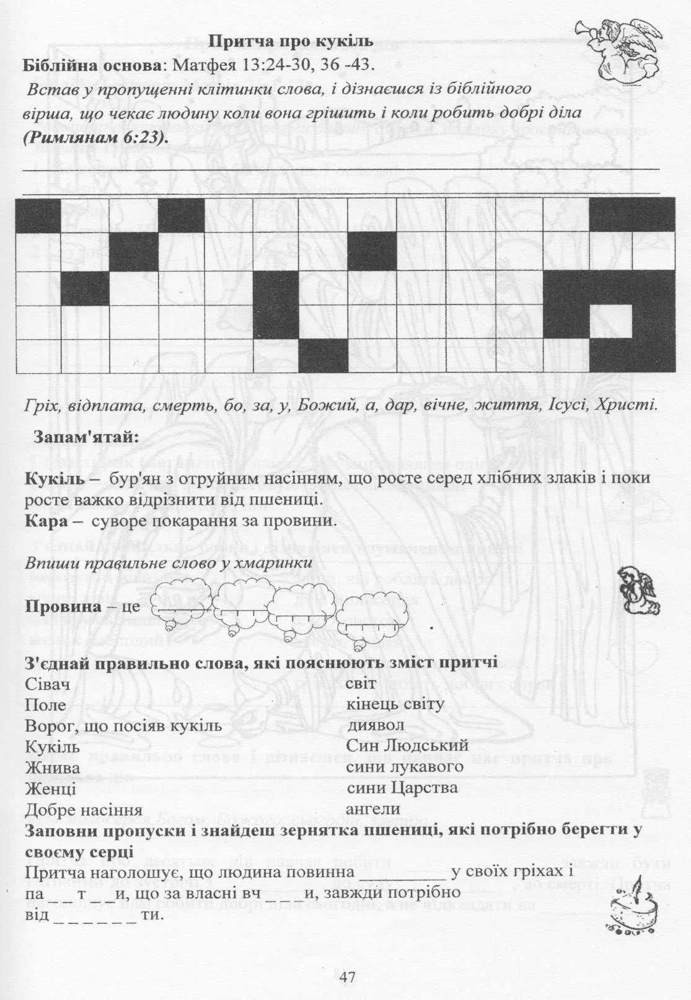 Притча про кукіль
Біблійна основа: Матфея 13:24-30, 36 -43.
Встав у пропущенні клітинки слова, і дізнаєшся із біблійного
вірша, що чекає людину коли вона грішить і коли робить добрі діла
(Римлянам 6:23).
Гріх, відплата, смерть, бо, за, у, Божий, а, дар, вічне, життя, Ісусі, Христі.
Запам'ятай:
Кукіль – бур'ян з отруйним насінням, що росте серед хлібних злаків і поки
росте важко відрізнити від пшениці.
Кара – суворе покарання за провини.
Впиши правильне слово у хмаринки
Провина – це .
З'єднай правильно слова, які пояснюють зміст притчі
Сівач світ
Поле кінець світу
Ворог, що посіяв кукіль диявол
Кукіль Син Людський
Жнива сини лукавого
Женці сини Царства
Добре насіння ангели
Заповни пропуски і знайдеш зернятка пшениці, які потрібно берегти у
своєму серці
Притча наголошує, що людина повинна _________ у своїх гріхах і
па _ _ т _ _и, що за власні вч _ _ _и, завжди потрібно
від _ _ _ _ _ _ ти.
47